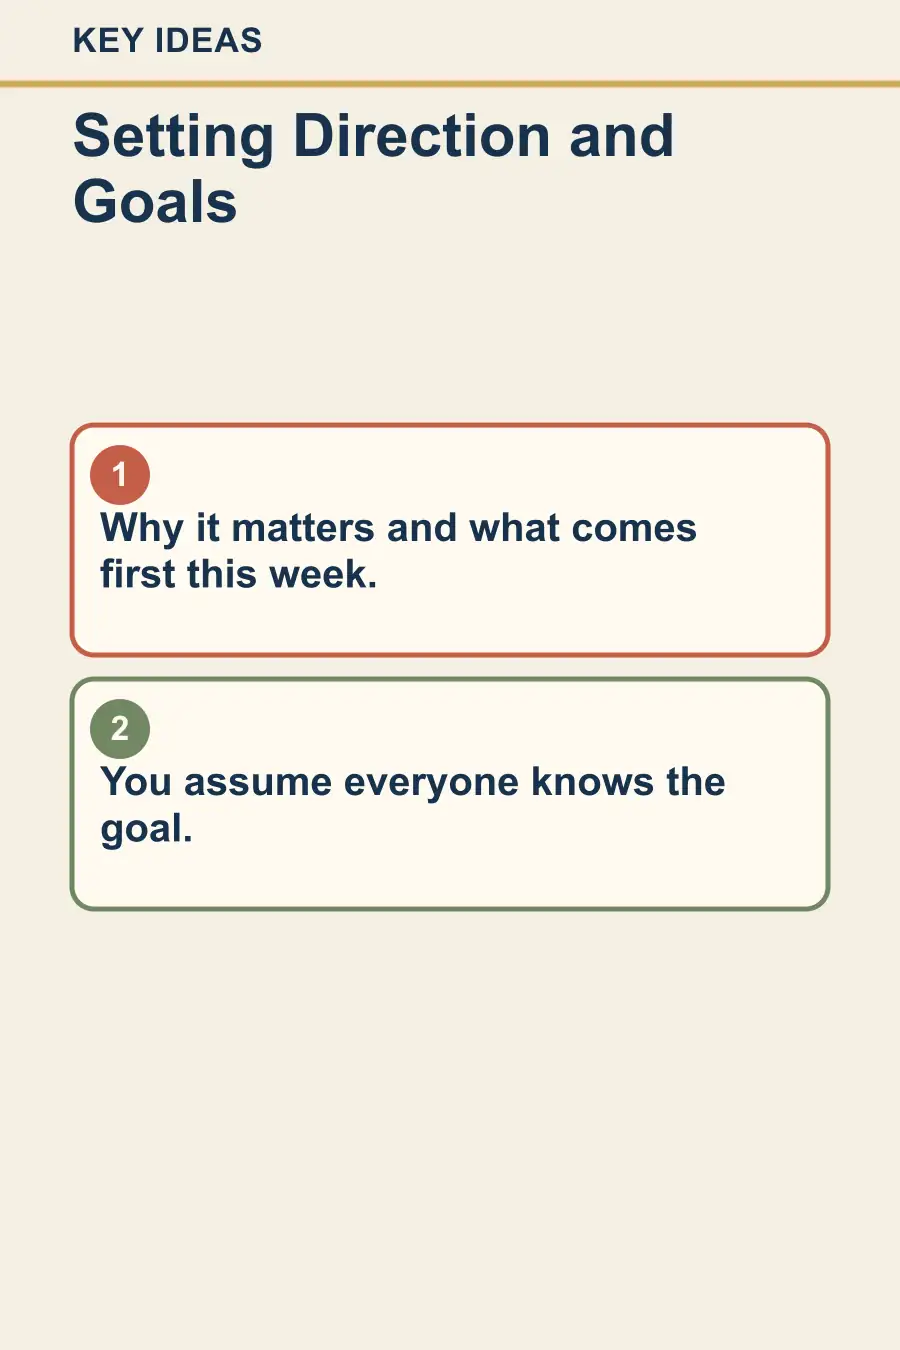 KEY IDEAS
Setting Direction and
Goals
1
Why it matters and what comes
first this week.
2
You assume everyone knows the
goal.